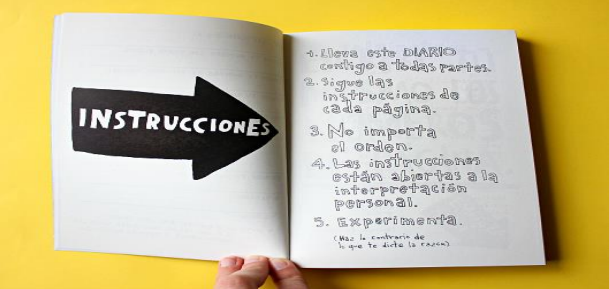 INSTRUCCIONES
1. Lleva este DIARIO
contigo a todas partes.
2. Sigue las
instrucciones de
cada página.
3. No importa
el orden.
4. Las instrucciones
están abiertas a la
interpretación
personal.
5. Experimenta.
(Haz lo contrario de
lo que te dicte la razón)